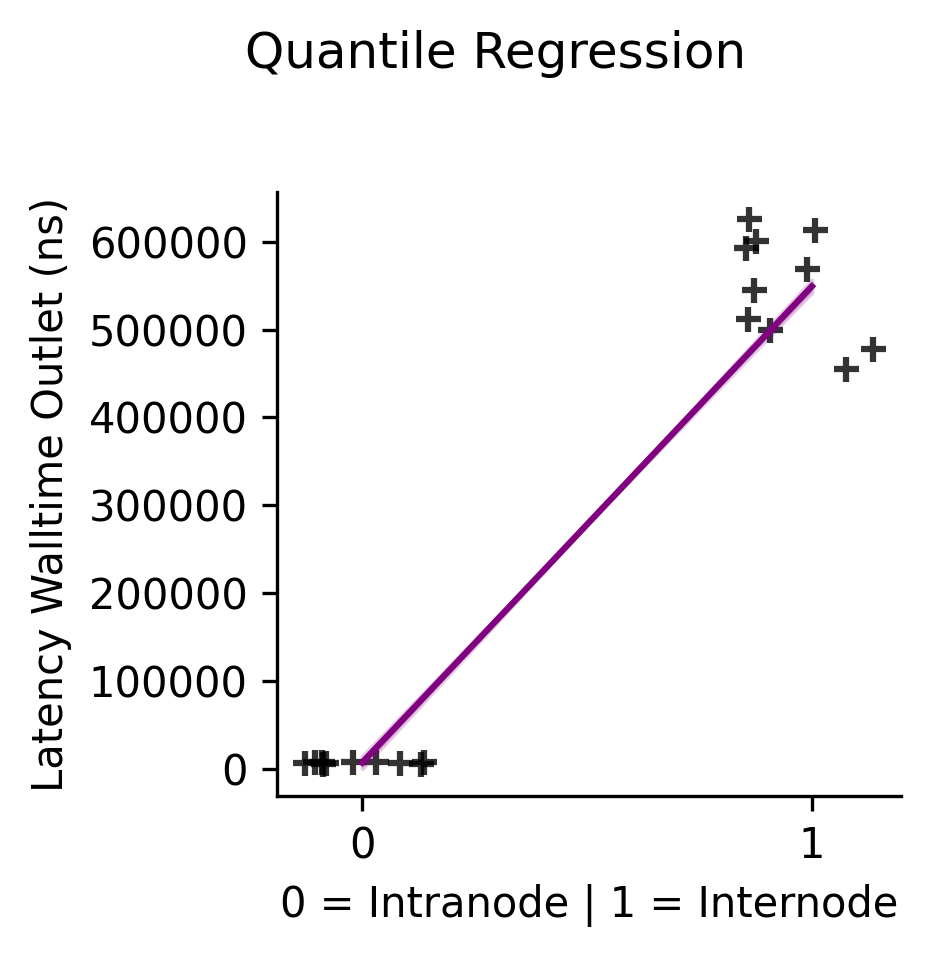 Quantile Regression
Latency Walltime Outlet (ns)
600000
500000
400000
300000
200000
100000
0
0 1
0 = Intranode | 1 = Internode